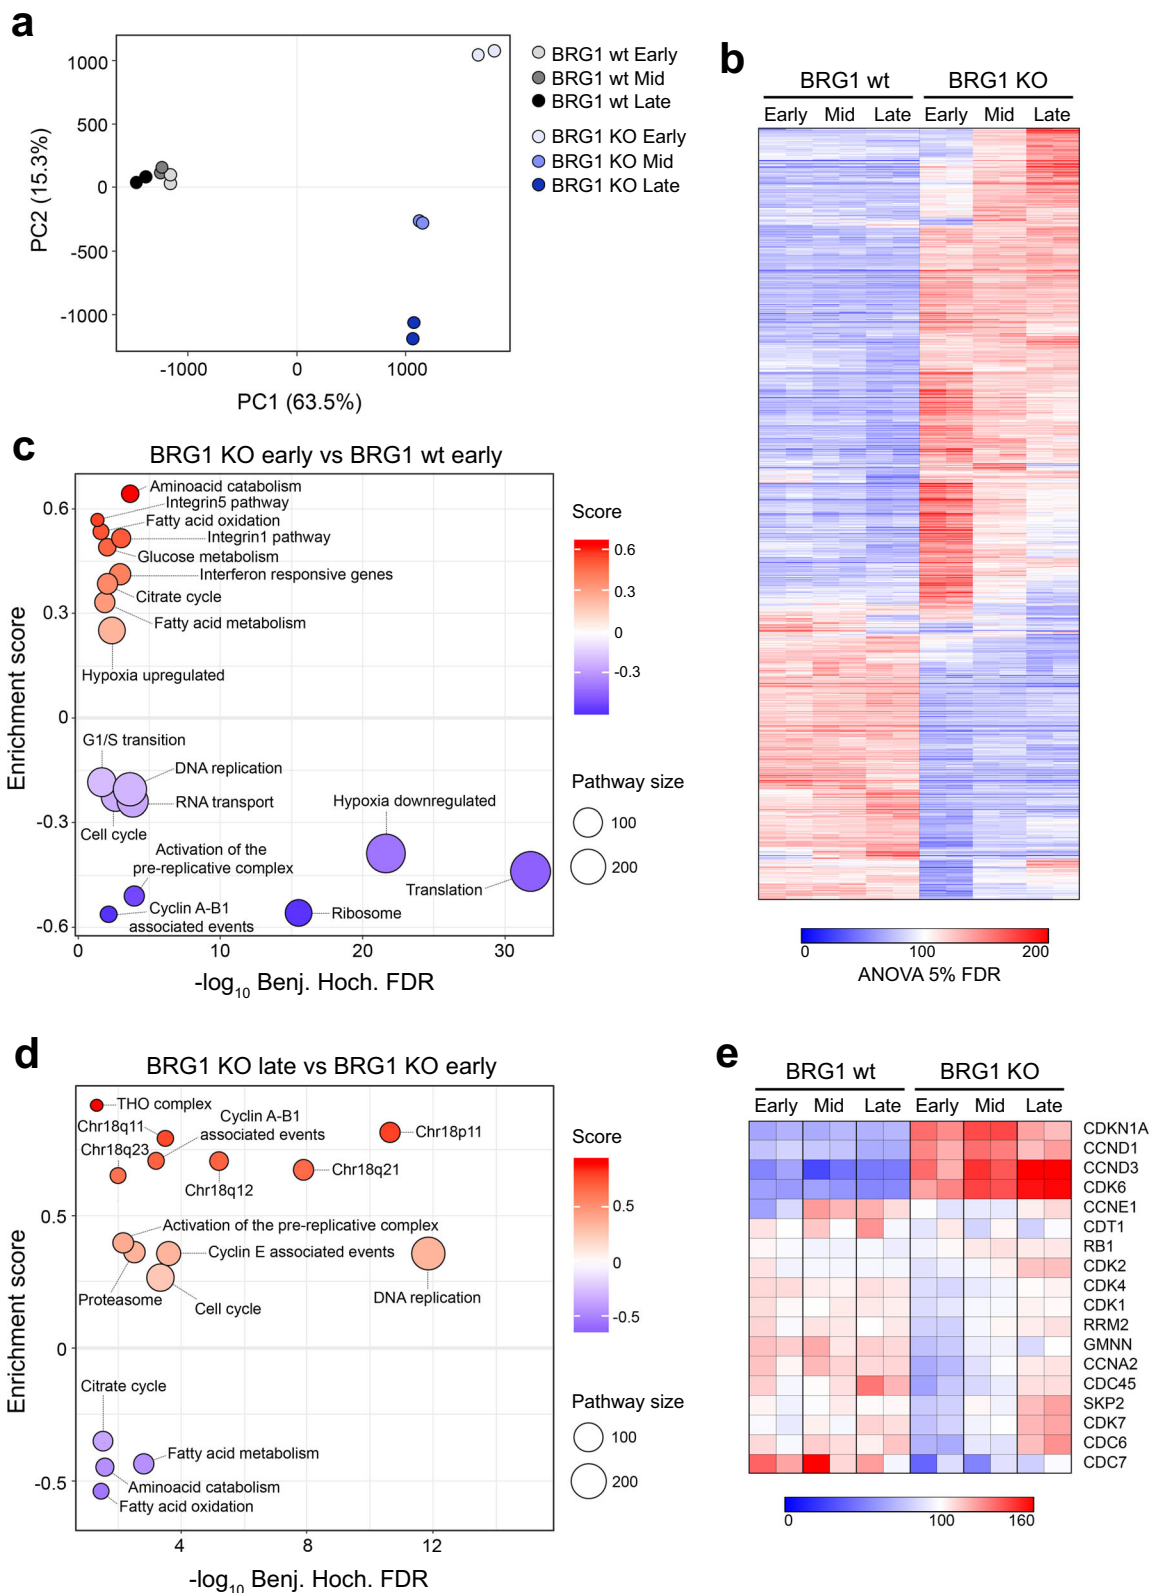 a
1000
500
0
-500
-1000
-1000
0
1000
PC2 (15.3%)
PC1 (63.5%)
BRG1 wt Early
BRG1 wt Mid
BRG1 wt Late
BRG1 KO Early
BRG1 KO Mid
BRG1 KO Late
b
BRG1 wt
BRG1 KO
Early
Mid
Late
Early
Mid
Late
0
100
200
ANOVA 5% FDR
c
BRG1 KO early vs BRG1 wt early
Enrichment score
0.6
0.3
0
-0.3
-0.6
Aminoacid catabolism
Integrin5 pathway
Fatty acid oxidation
Integrin1 pathway
Glucose metabolism
Interferon responsive genes
Citrate cycle
Fatty acid metabolism
Hypoxia upregulated
G1/S transition
DNA replication
RNA transport
Cell cycle
Hypoxia downregulated
Activation of the
pre-replicative complex
Translation
Cyclin A-B1
associated events
Ribosome
0
10
20
30
-log10 Benj. Hoch. FDR
Score
0.6
0.3
0
-0.3
Pathway size
100
200
d
BRG1 KO late vs BRG1 KO early
Enrichment score
0.5
0
-0.5
THO complex
Chr18q11
Cyclin A-B1
associated events
Chr18p11
Chr18q23
Chr18q12
Chr18q21
Activation of the pre-replicative complex
Cyclin E associated events
Proteasome
Cell cycle
DNA replication
Citrate cycle
Fatty acid metabolism
Aminoacid catabolism
Fatty acid oxidation
4
8
12
-log10 Benj. Hoch. FDR
Score
0.5
0
-0.5
Pathway size
100
200
e
BRG1 wt
BRG1 KO
Early
Mid
Late
Early
Mid
Late
CDKN1A
CCND1
CCND3
CDK6
CCNE1
CDT1
RB1
CDK2
CDK4
CDK1
RRM2
GMNN
CCNA2
CDC45
SKP2
CDK7
CDC6
CDC7
0
100
160